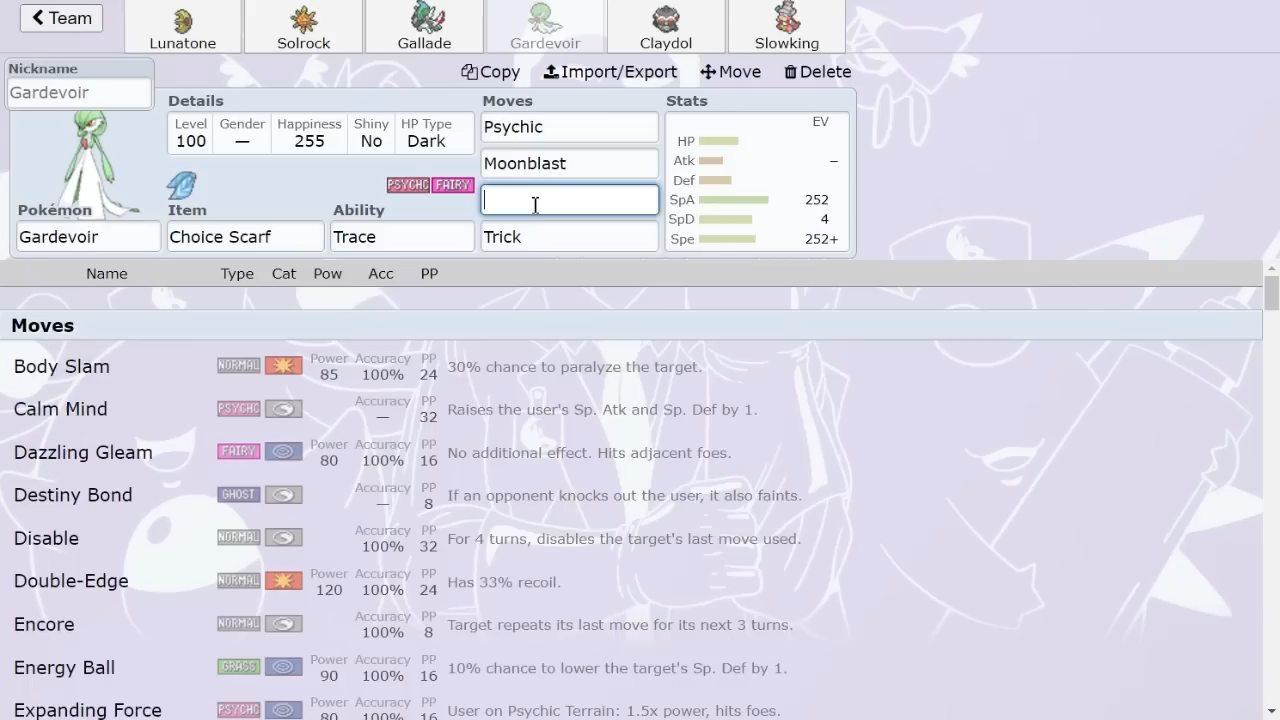 Team
Lunatone
Solrock
Gallade
Gardevoir
Claydol
Slowking
Nickname
Gardevoir
Copy
Import/Export
Move
Delete
Details
Level Gender Happiness Shiny HP Type
100 — 255 No Dark
PSYCHC FAIRY
Pokémon
Gardevoir
Item
Choice Scarf
Ability
Trace
Moves
Psychic
Moonblast
Trick
Stats
EV
HP
Atk –
Def
SpA 252
SpD 4
Spe 252+
Name Type Cat Pow Acc PP
Moves
Body Slam NORMAL Power 85 Accuracy 100% PP 24 30% chance to paralyze the target.
Calm Mind PSYCHC Accuracy — PP 32 Raises the user's Sp. Atk and Sp. Def by 1.
Dazzling Gleam FAIRY Power 80 Accuracy 100% PP 16 No additional effect. Hits adjacent foes.
Destiny Bond GHOST Accuracy — PP 8 If an opponent knocks out the user, it also faints.
Disable NORMAL Accuracy 100% PP 32 For 4 turns, disables the target's last move used.
Double-Edge NORMAL Power 120 Accuracy 100% PP 24 Has 33% recoil.
Encore NORMAL Accuracy 100% PP 8 Target repeats its last move for its next 3 turns.
Energy Ball GRASS Power 90 Accuracy 100% PP 16 10% chance to lower the target's Sp. Def by 1.
Expanding Force PSYCHC Power 80 Accuracy 100% PP 16 User on Psychic Terrain: 1.5x power, hits foes.